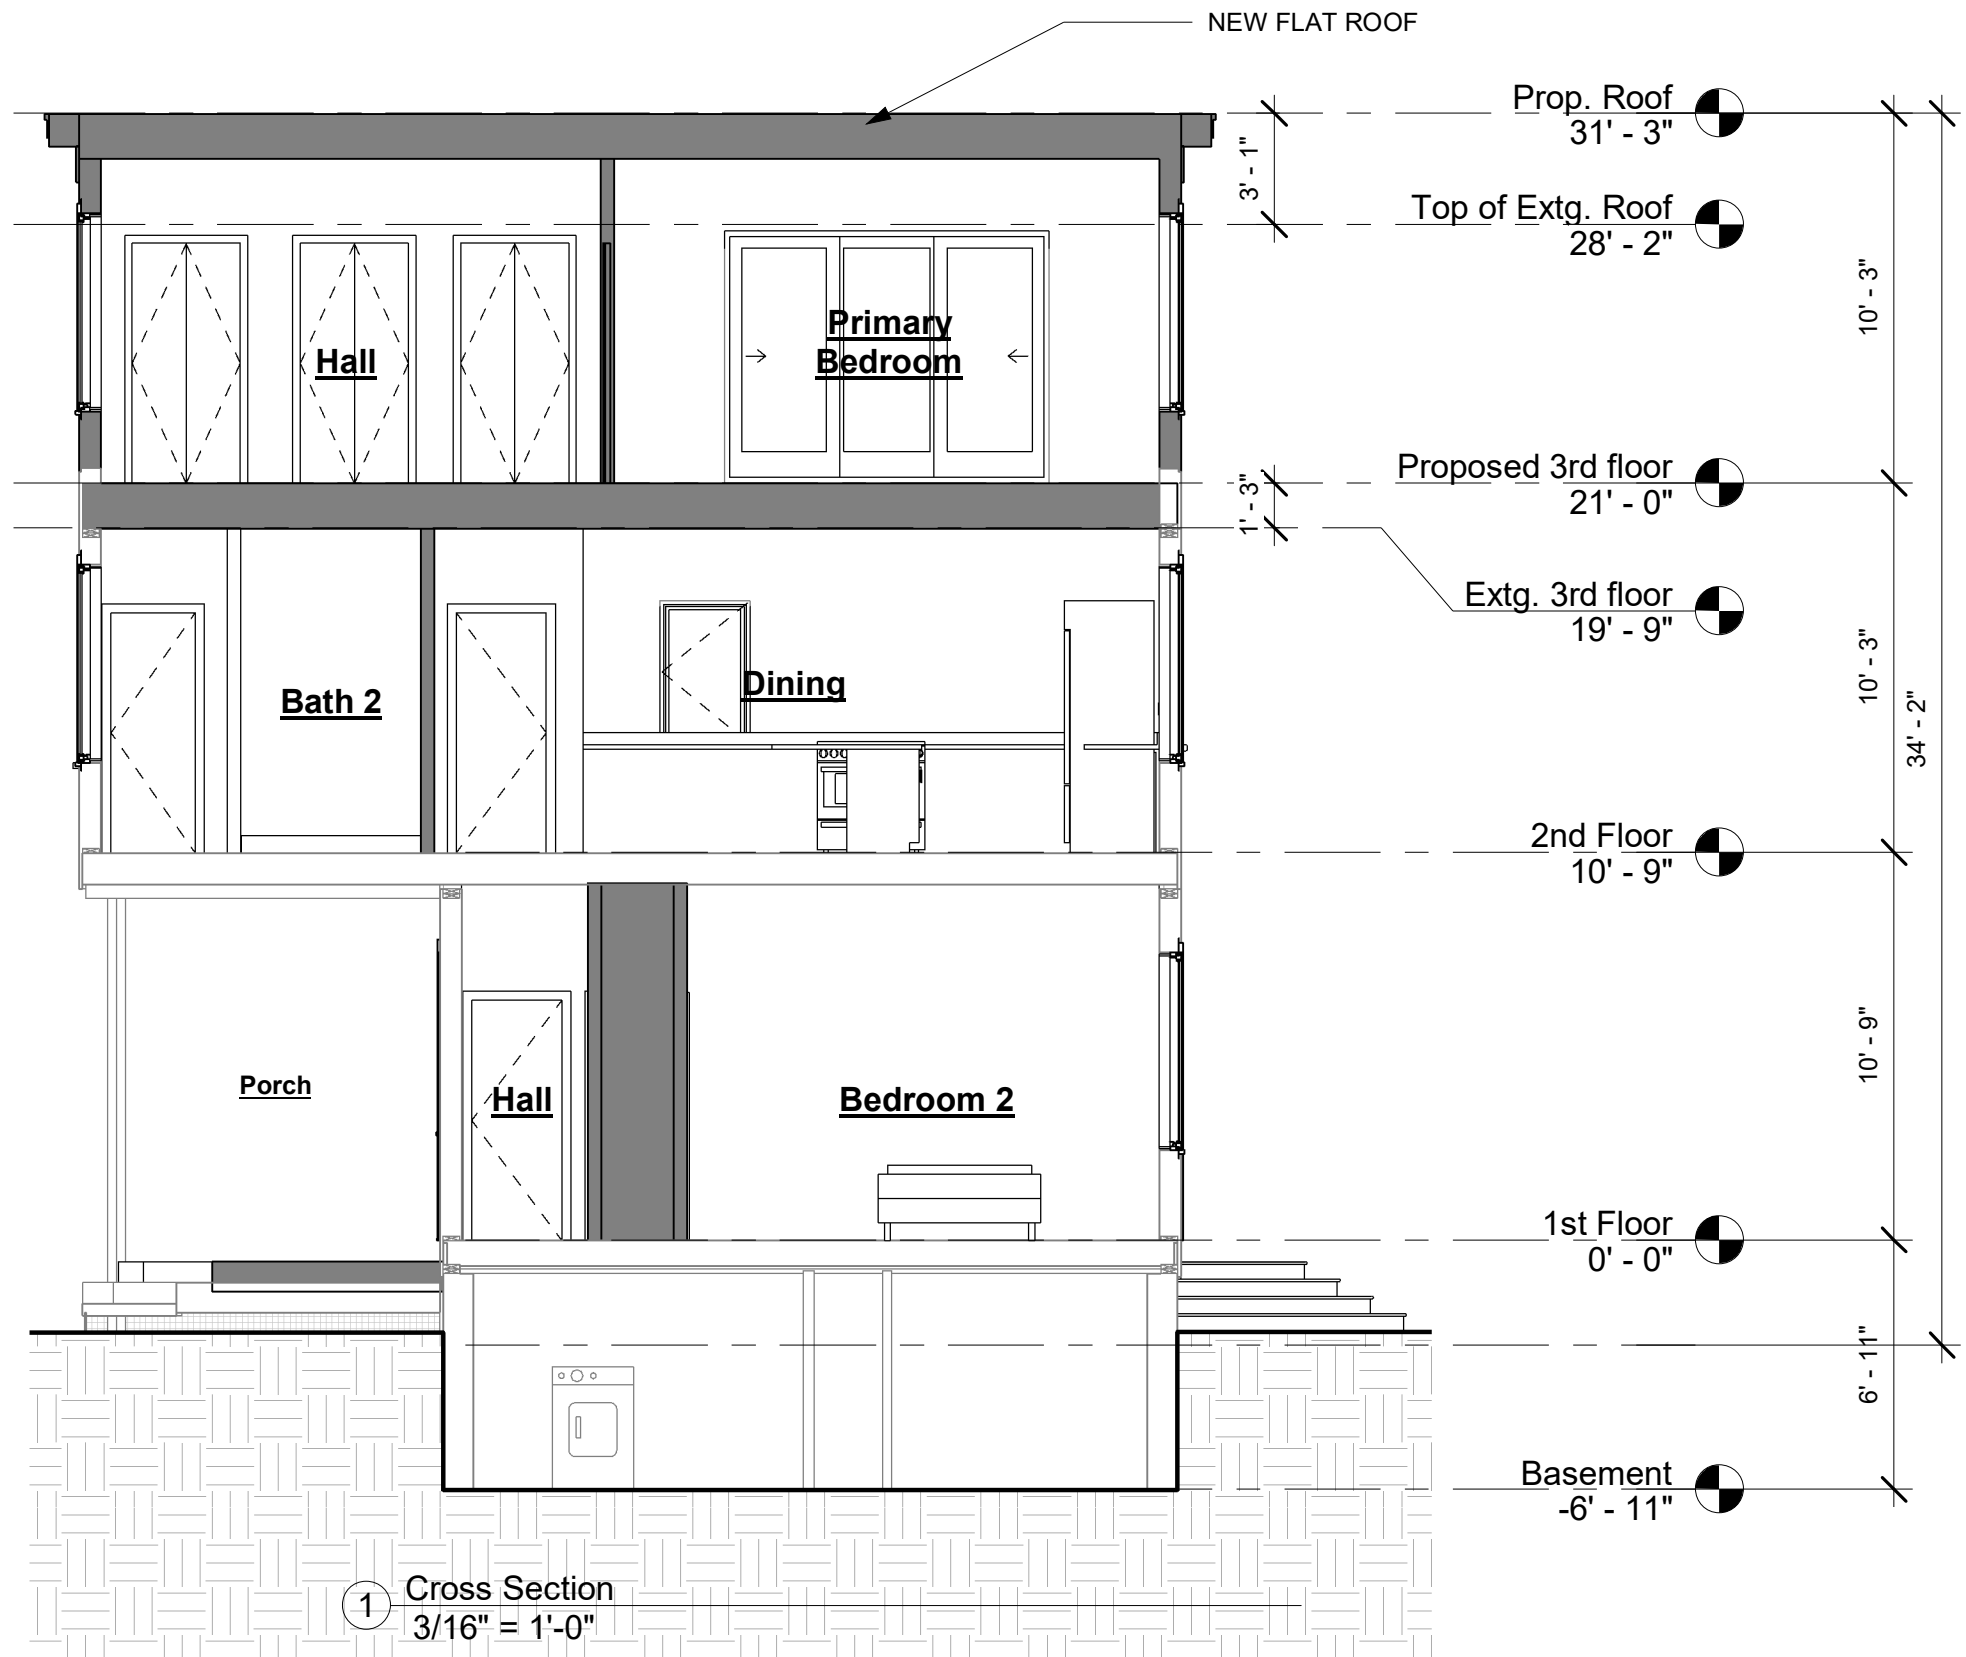 NEW FLAT ROOF
Prop. Roof
31' - 3"
3' - 1"
Top of Extg. Roof
28' - 2"
10' - 3"
Primary
Bedroom
Hall
Proposed 3rd floor
21' - 0"
1' - 3"
Extg. 3rd floor
19' - 9"
10' - 3"
Dining
Bath 2
34' - 2"
2nd Floor
10' - 9"
10' - 9"
Porch
Hall
Bedroom 2
1st Floor
0' - 0"
6' - 11"
Basement
-6' - 11"
1
Cross Section
3/16" = 1'-0"